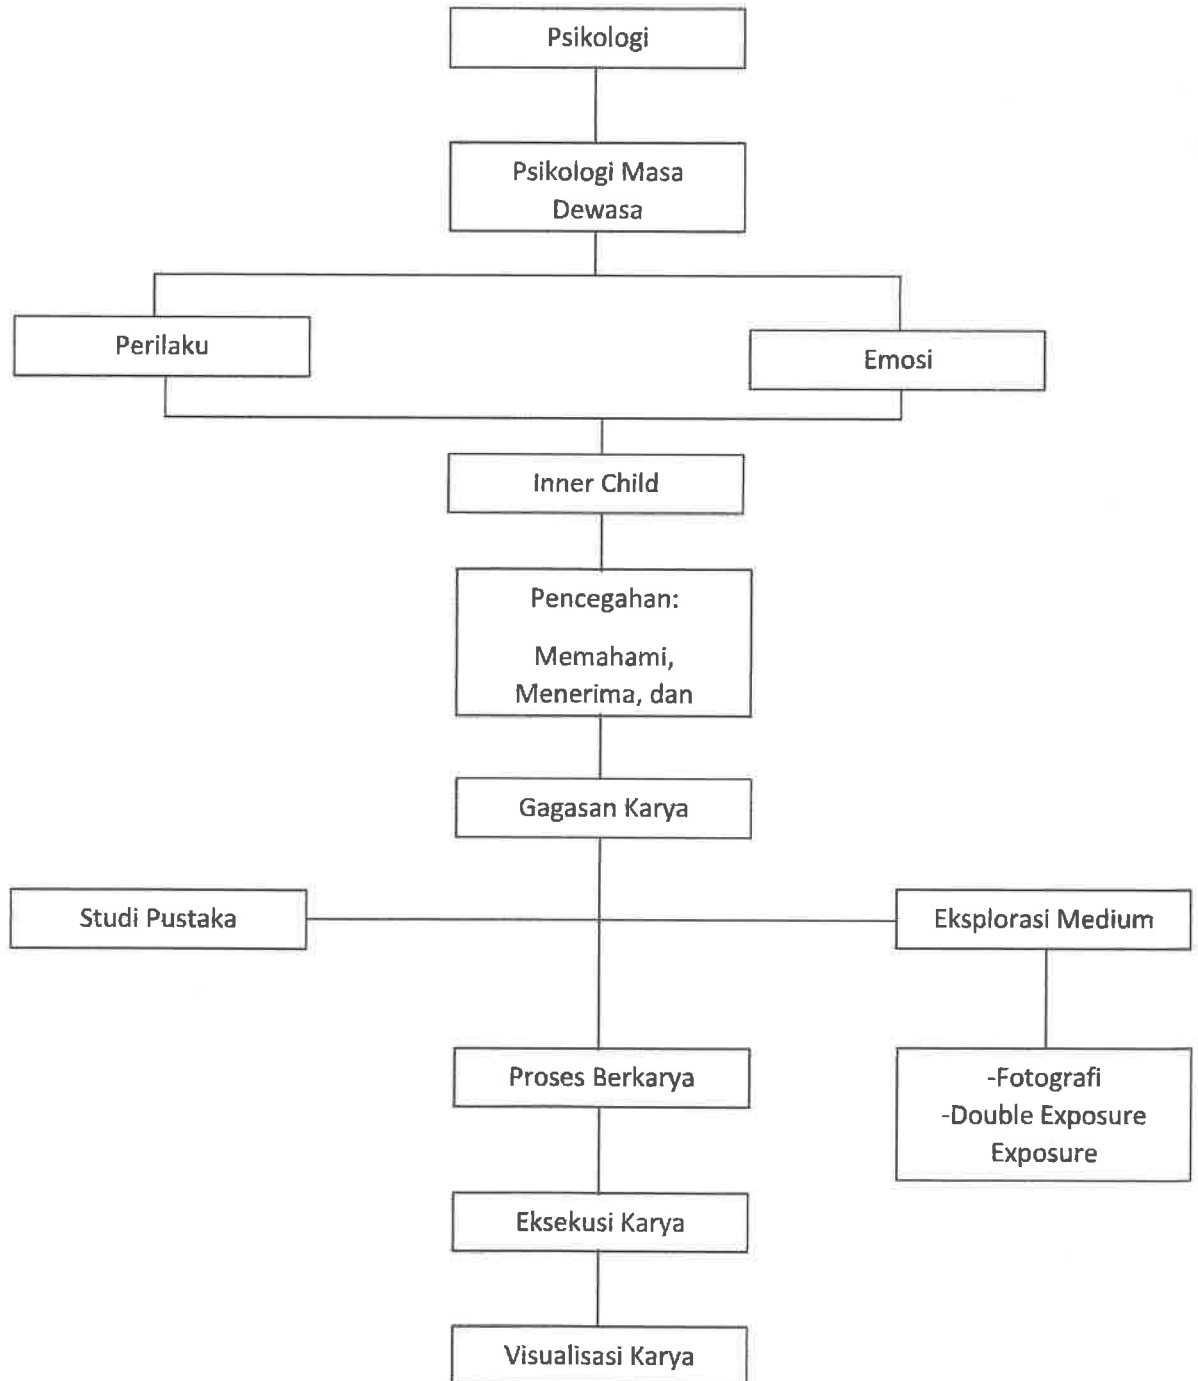 Psikologi
Psikologi Masa
Dewasa
Perilaku
Emosi
Inner Child
Pencegahan:
Memahami,
Menerima, dan
Gagasan Karya
Studi Pustaka
Eksplorasi Medium
Proses Berkarya
-Fotografi
-Double Exposure
Exposure
Eksekusi Karya
Visualisasi Karya